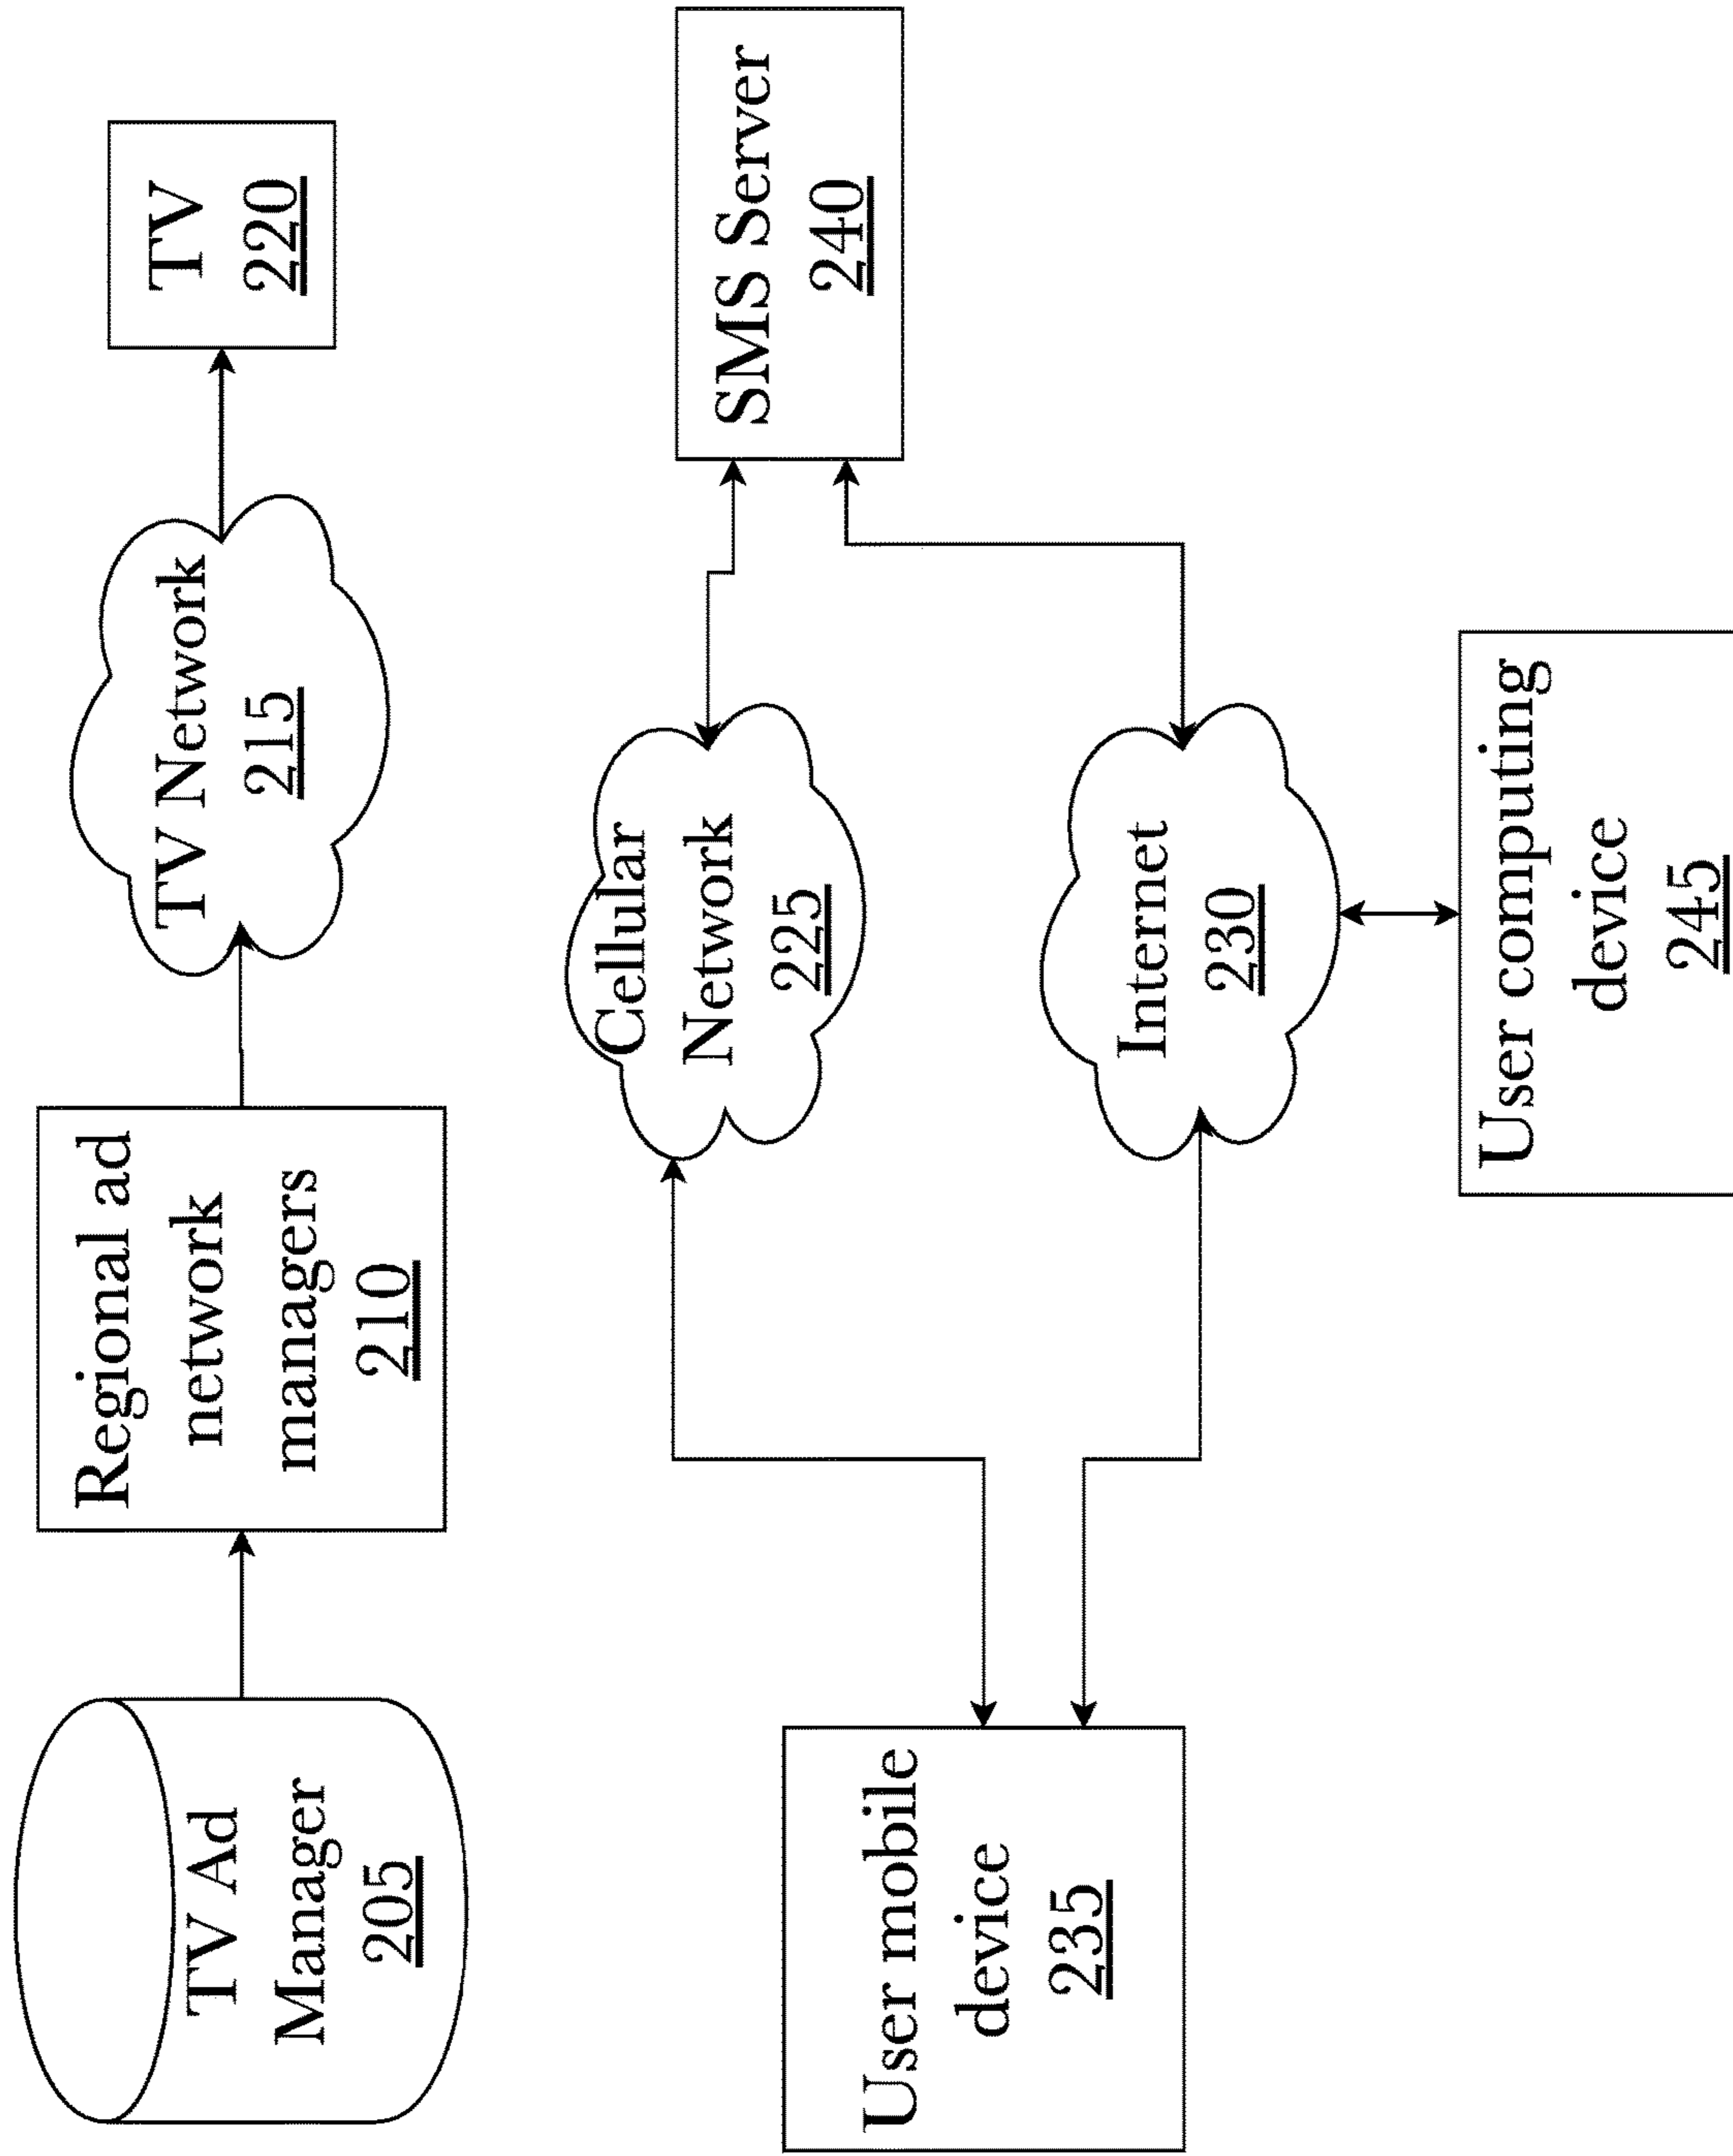 TV Ad
Manager
205
Regional ad
network
managers
210
TV Network
215
TV
220
User mobile
device
235
Cellular
Network
225
Internet
230
SMS Server
240
User computing
device
245